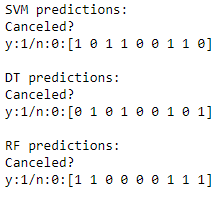 SVM predictions:
Canceled?
y:1/n:0:[1 0 1 1 0 0 1 1 0]
DT predictions:
Canceled?
y:1/n:0:[0 1 0 1 0 0 1 0 1]
RF predictions:
Canceled?
y:1/n:0:[1 1 0 0 0 0 1 1 1]